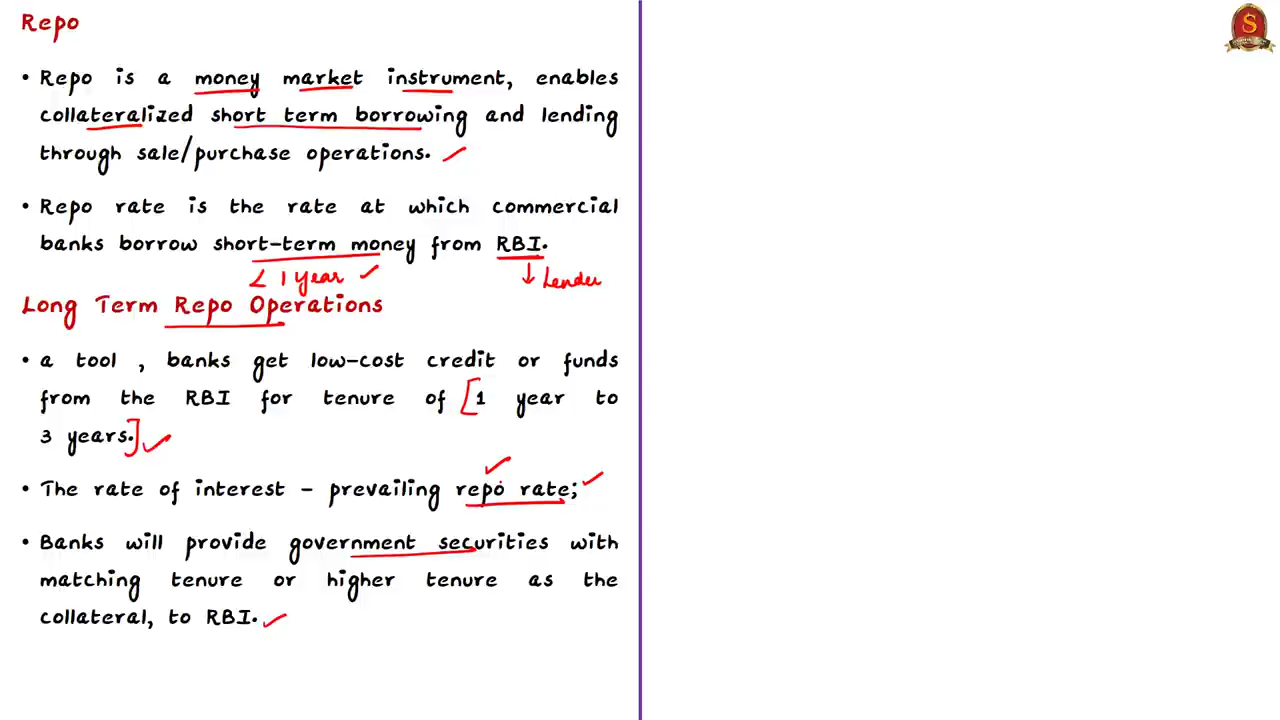 Repo
• Repo is a money market instrument, enables
collateralized short term borrowing and lending
through sale/purchase operations.
• Repo rate is the rate at which commercial
banks borrow short-term money from RBI.
< 1 year ✓ ↓ Lender
Long Term Repo Operations
• a tool , banks get low-cost credit or funds
from the RBI for tenure of [1 year to
3 years.]
• The rate of interest - prevailing repo rate;
• Banks will provide government securities with
matching tenure or higher tenure as the
collateral, to RBI.
S